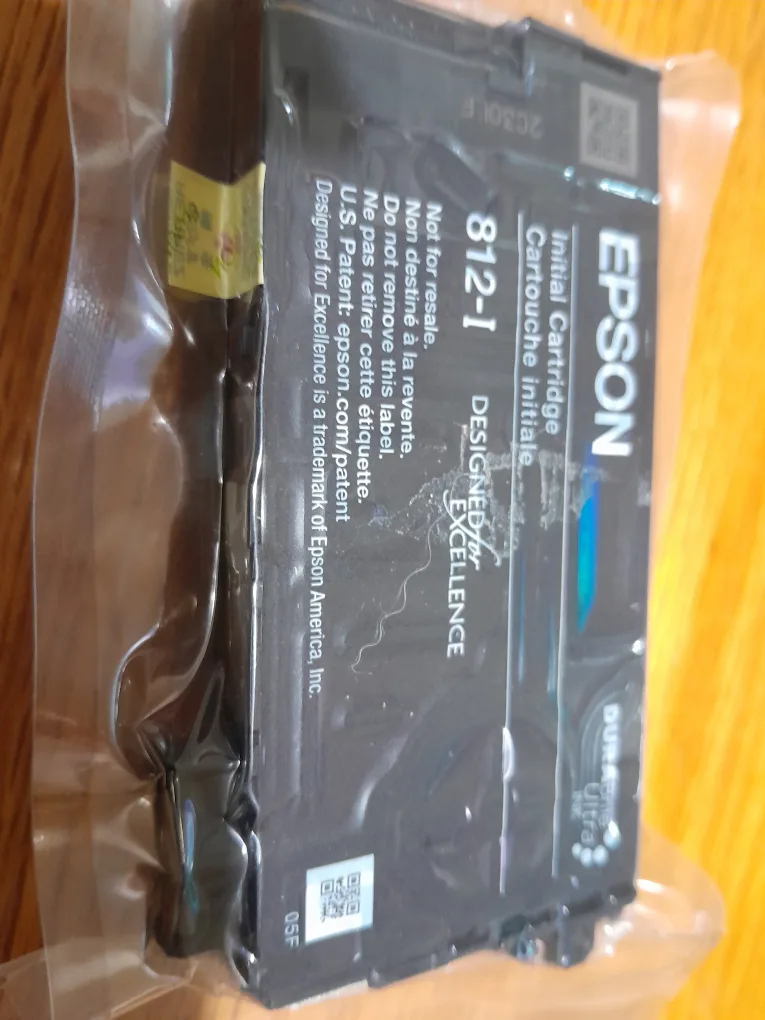 EPSON
DURABrite
Ultra
INK
Initial Cartridge
Cartouche initiale
812-I
DESIGNED for
EXCELLENCE
Not for resale.
Non destiné à la revente.
Do not remove this label.
Ne pas retirer cette étiquette.
U.S. Patent: epson.com/patent
Designed for Excellence is a trademark of Epson America, Inc.
05F